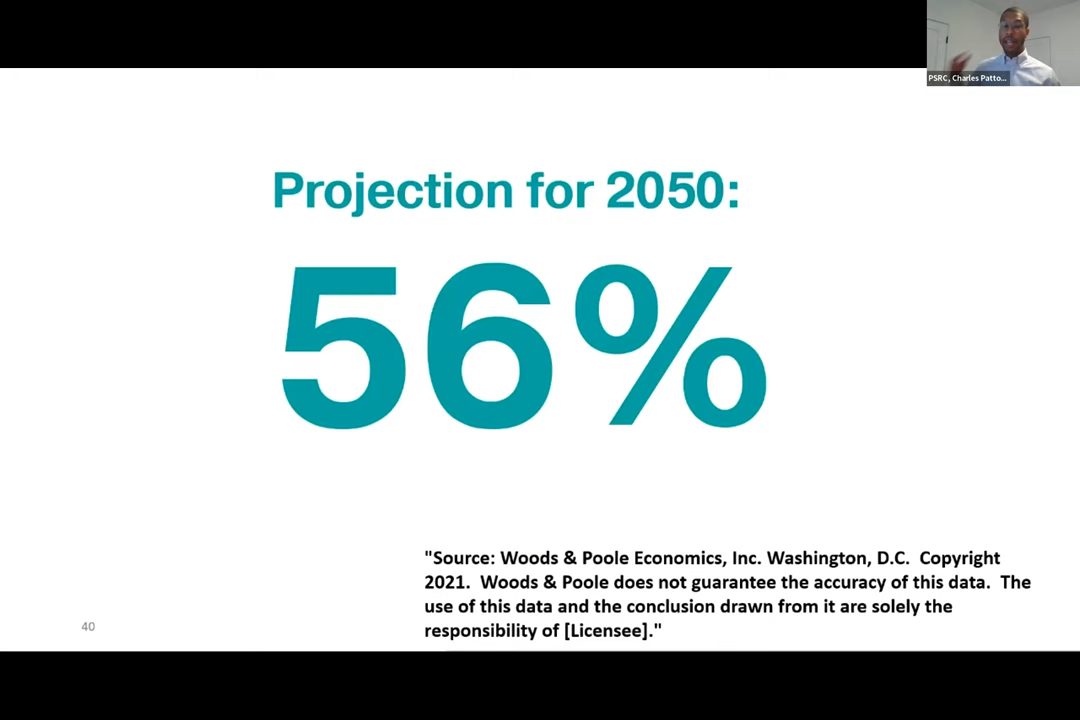 PSRC, Charles Patto...
Projection for 2050:
56%
"Source: Woods & Poole Economics, Inc. Washington, D.C.  Copyright
2021.  Woods & Poole does not guarantee the accuracy of this data.  The
use of this data and the conclusion drawn from it are solely the
responsibility of [Licensee]."
40